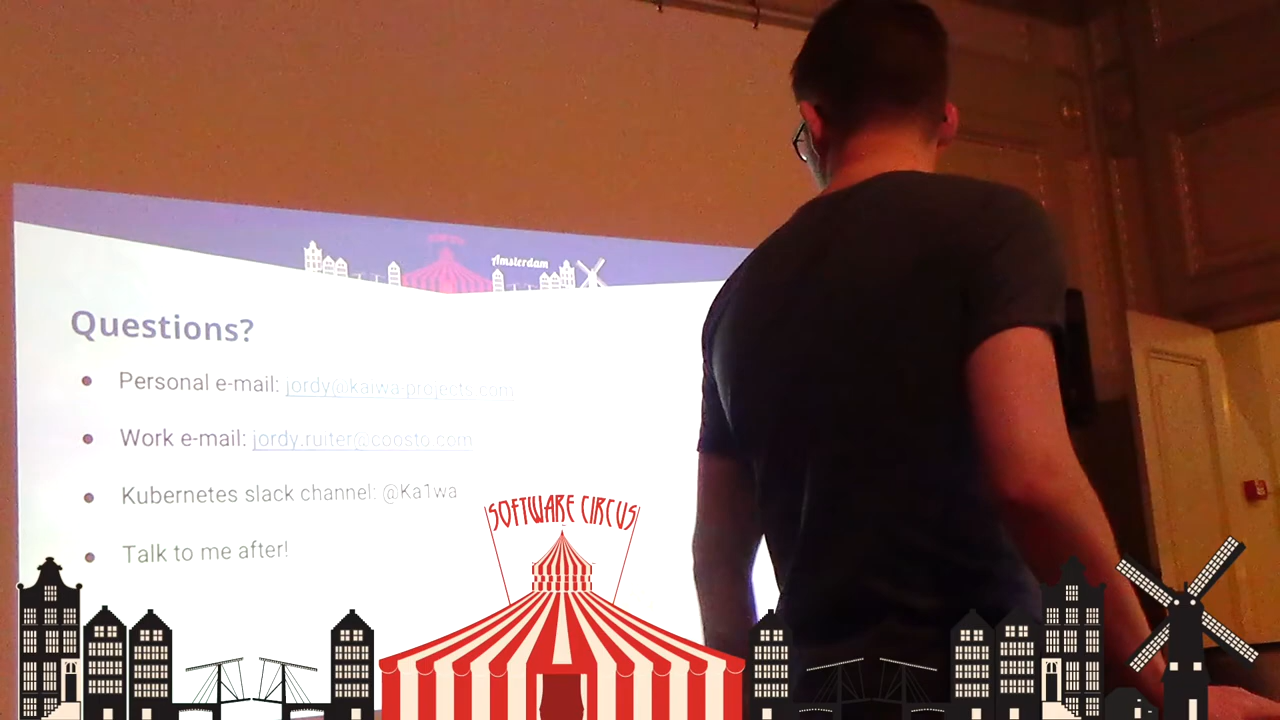 Amsterdam
Questions?
Personal e-mail: jordy@kaiwa-projects.com
Work e-mail: jordy.ruiter@coosto.com
Kubernetes slack channel: @Ka1wa
Talk to me after!
SOFTWARE CIRCUS